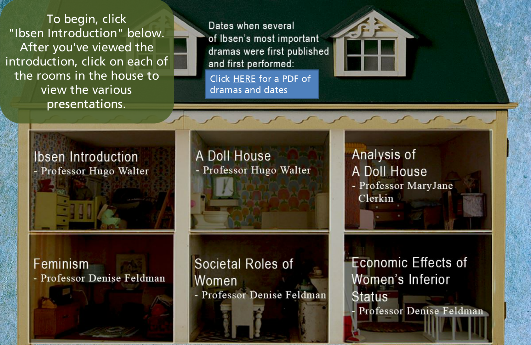 To begin, click
"Ibsen Introduction" below.
After you've viewed the
introduction, click on each of
the rooms in the house to
view the various
presentations.
Dates when several
of Ibsen's most important
dramas were first published
and first performed:
Click HERE for a PDF of
dramas and dates
Ibsen Introduction
- Professor Hugo Walter
A Doll House
- Professor Hugo Walter
Analysis of
A Doll House
- Professor MaryJane
Clerkin
Feminism
- Professor Denise Feldman
Societal Roles of
Women
- Professor Denise Feldman
Economic Effects of
Women's Inferior
Status
- Professor Denise Feldman